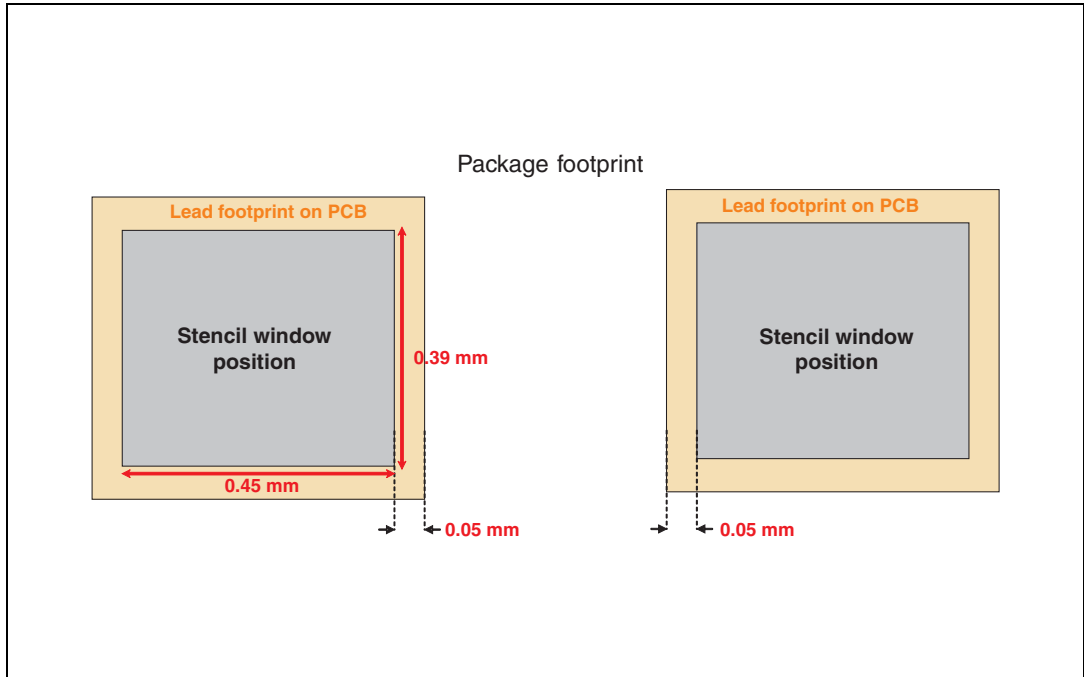 Package footprint
Lead footprint on PCB
Lead footprint on PCB
Stencil window
position
Stencil window
position
0.39 mm
0.45 mm
0.05 mm
0.05 mm